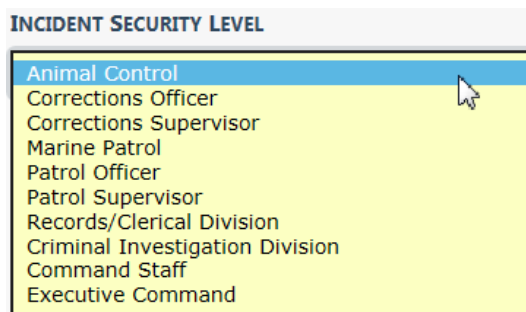 INCIDENT SECURITY LEVEL
Animal Control
Corrections Officer
Corrections Supervisor
Marine Patrol
Patrol Officer
Patrol Supervisor
Records/Clerical Division
Criminal Investigation Division
Command Staff
Executive Command